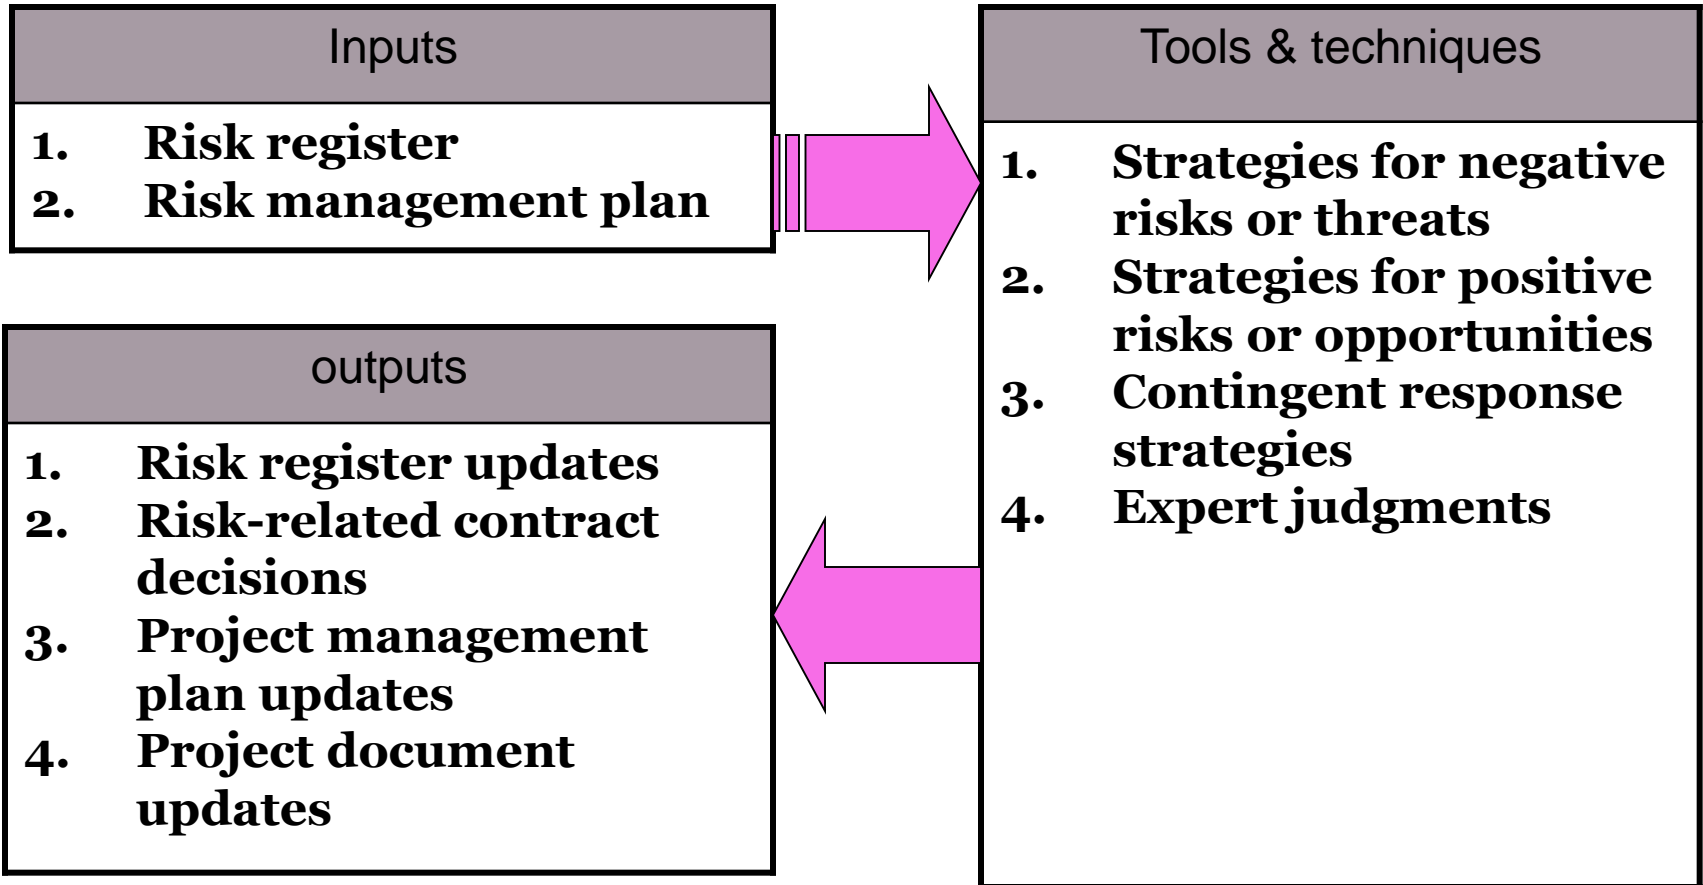 Inputs
1. Risk register
2. Risk management plan
Tools & techniques
1. Strategies for negative
risks or threats
2. Strategies for positive
risks or opportunities
3. Contingent response
strategies
4. Expert judgments
outputs
1. Risk register updates
2. Risk-related contract
decisions
3. Project management
plan updates
4. Project document
updates